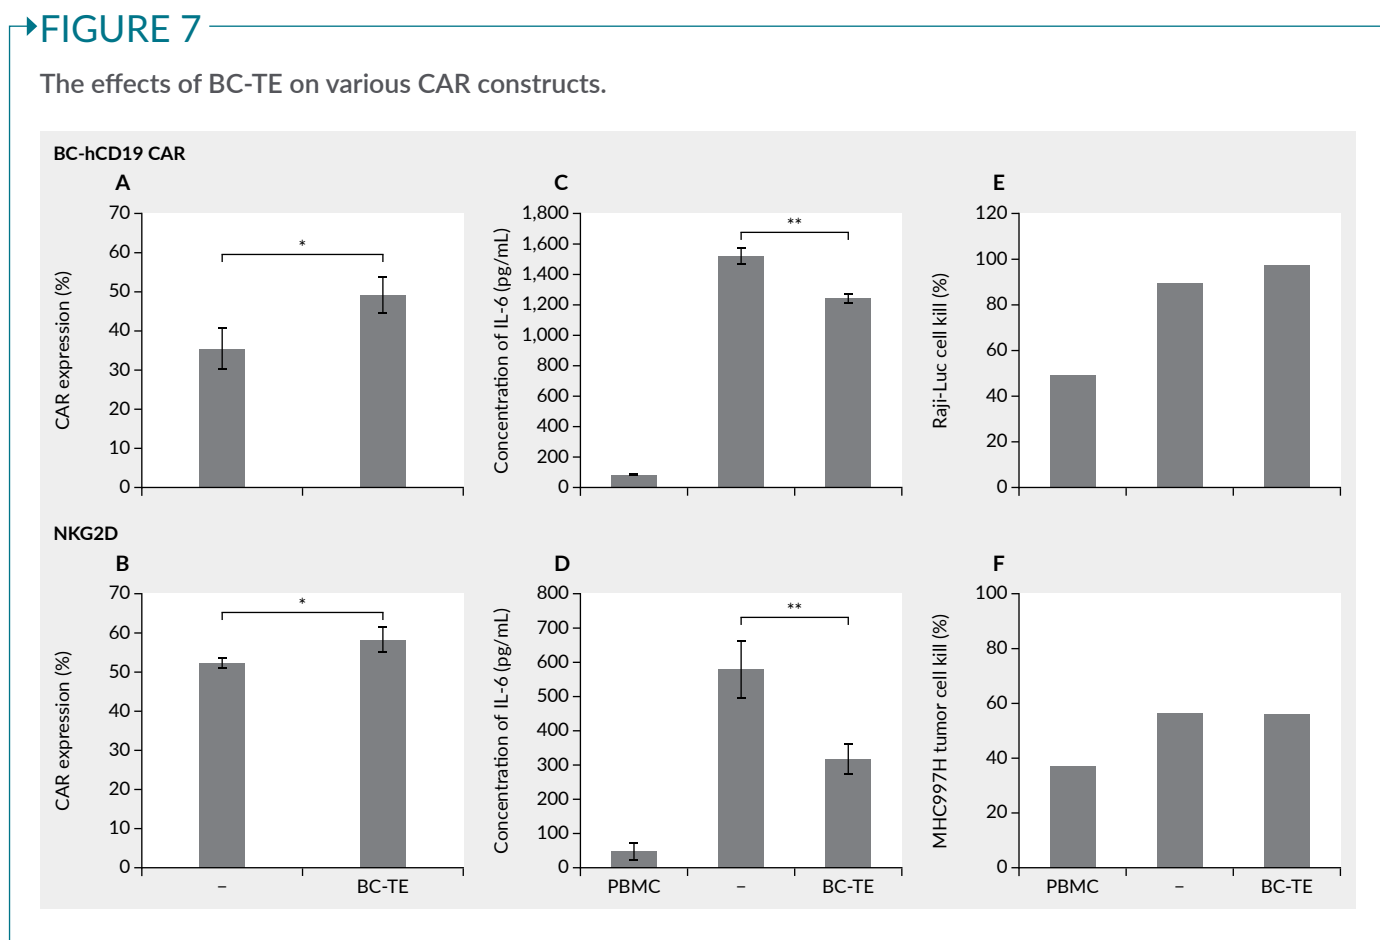 FIGURE 7
The effects of BC-TE on various CAR constructs.
BC-hCD19 CAR
A
CAR expression (%)
70
60
50
40
30
20
10
0
*
C
Concentration of IL-6 (pg/mL)
1,800
1,600
1,400
1,200
1,000
800
600
400
200
0
**
E
Raji-Luc cell kill (%)
120
100
80
60
40
20
0
NKG2D
B
CAR expression (%)
70
60
50
40
30
20
10
0
*
– BC-TE
D
Concentration of IL-6 (pg/mL)
800
700
600
500
400
300
200
100
0
**
PBMC – BC-TE
F
MHC997H tumor cell kill (%)
100
80
60
40
20
0
PBMC – BC-TE